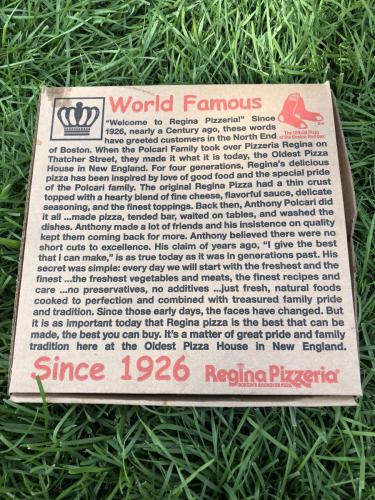 World Famous
"Welcome to Regina Pizzeria!" Since
1926, nearly a Century ago, these words
have greeted customers in the North End
The Official Pizza
of the Boston Red Sox
of Boston. When the Polcari Family took over Pizzeria Regina on
Thatcher Street, they made it what it is today, the Oldest Pizza
House in New England. For four generations, Regina's delicious
pizza has been inspired by love of good food and the special pride
of the Polcari family. The original Regina Pizza had a thin crust
topped with a hearty blend of fine cheese, flavorful sauce, delicate
seasoning, and the finest toppings. Back then, Anthony Polcari did
it all ...made pizza, tended bar, waited on tables, and washed the
dishes. Anthony made a lot of friends and his insistence on quality
kept them coming back for more. Anthony believed there were no
short cuts to excellence. His claim of years ago, "I give the best
that I can make," is as true today as it was in generations past. His
secret was simple: every day we will start with the freshest and the
finest ...the freshest vegetables and meats, the finest recipes and
care ...no preservatives, no additives ...just fresh, natural foods
cooked to perfection and combined with treasured family pride
and tradition. Since those early days, the faces have changed. But
it is as important today that Regina pizza is the best that can be
made, the best you can buy. It's a matter of great pride and family
tradition here at the Oldest Pizza House in New England.
Since 1926
Regina Pizzeria
BOSTON'S BRICK OVEN PIZZA